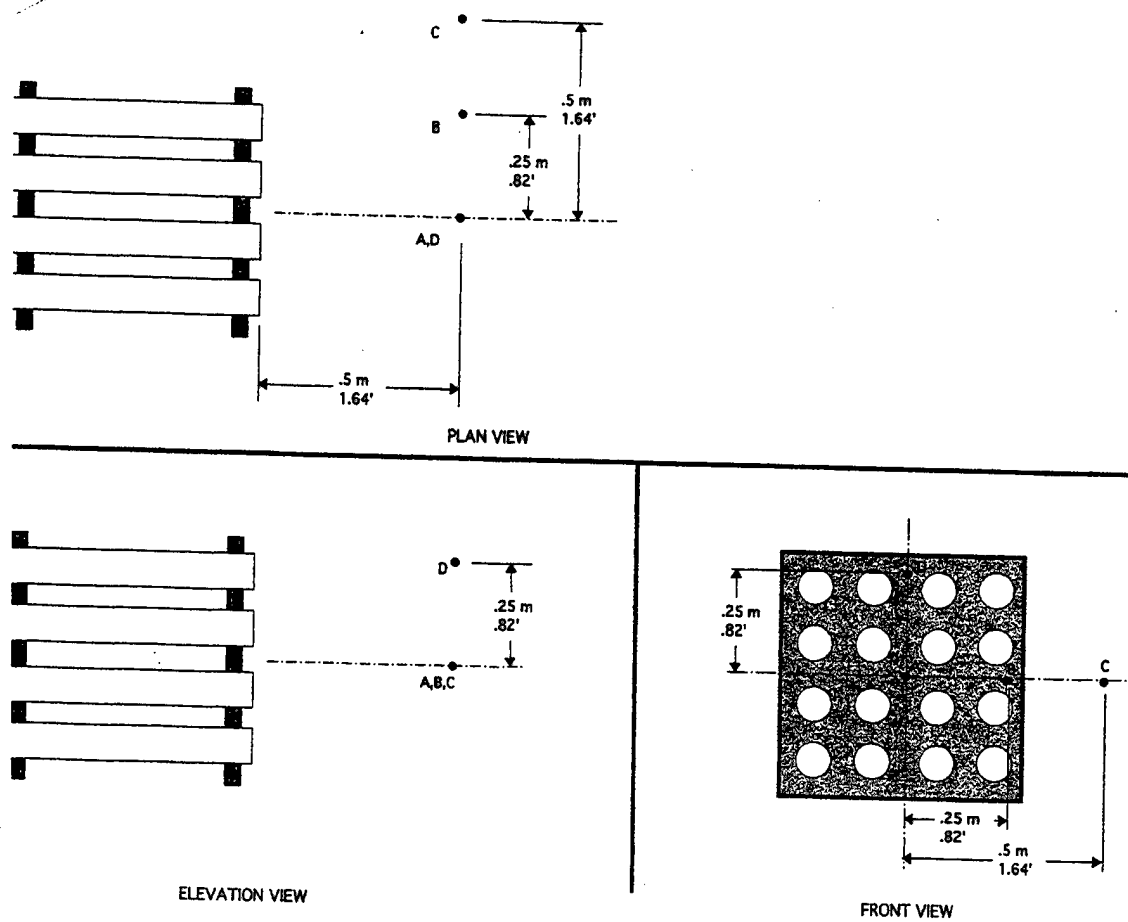 C
.5 m
1.64'
B
.25 m
.82'
A,D
.5 m
1.64'
PLAN VIEW
D
.25 m
.82'
A,B,C
ELEVATION VIEW
.25 m
.82'
C
.25 m
.82'
.5 m
1.64'
FRONT VIEW